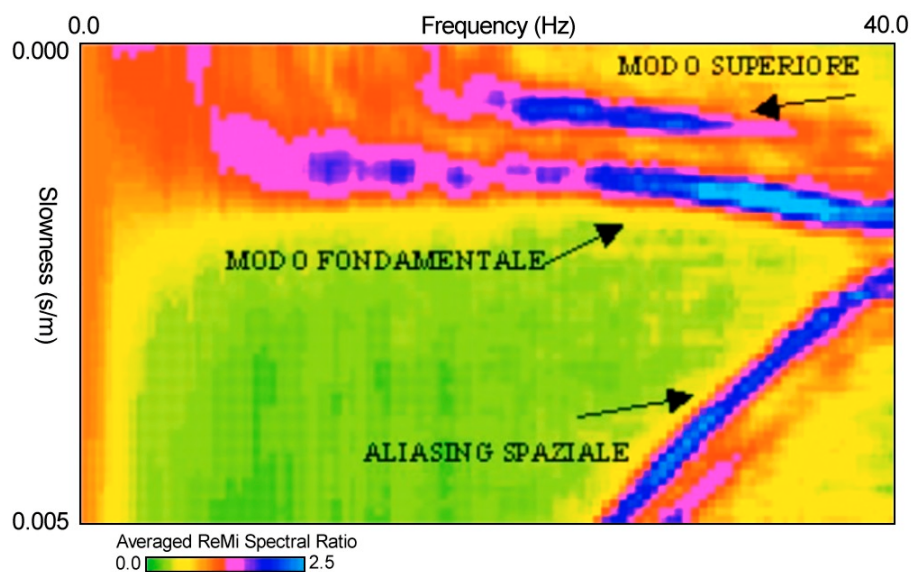 0.0 Frequency (Hz) 40.0
0.000
MODO SUPERIORE
Slowness (s/m)
MODO FONDAMENTALE
ALIASING SPAZIALE
0.005
Averaged ReMi Spectral Ratio
0.0 2.5